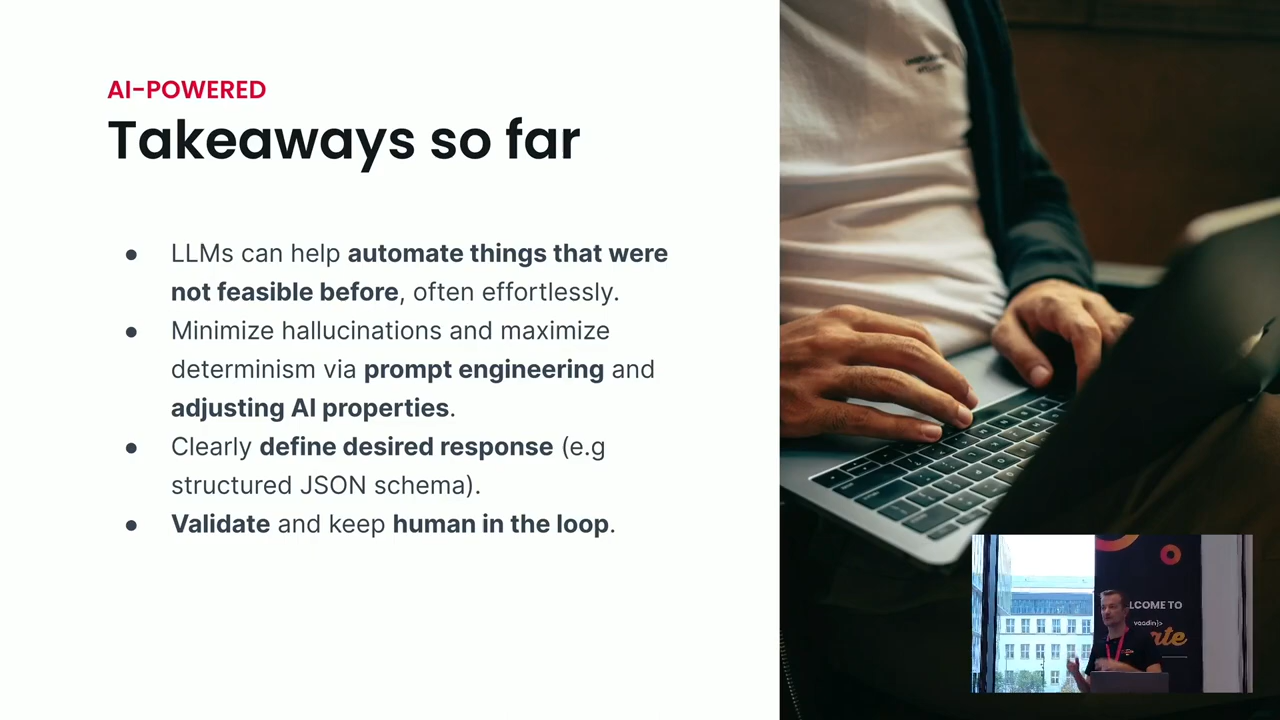 AI-POWERED
Takeaways so far
● LLMs can help automate things that were
not feasible before, often effortlessly.
● Minimize hallucinations and maximize
determinism via prompt engineering and
adjusting AI properties.
● Clearly define desired response (e.g
structured JSON schema).
● Validate and keep human in the loop.
LCOME TO
vaadin}>
ate